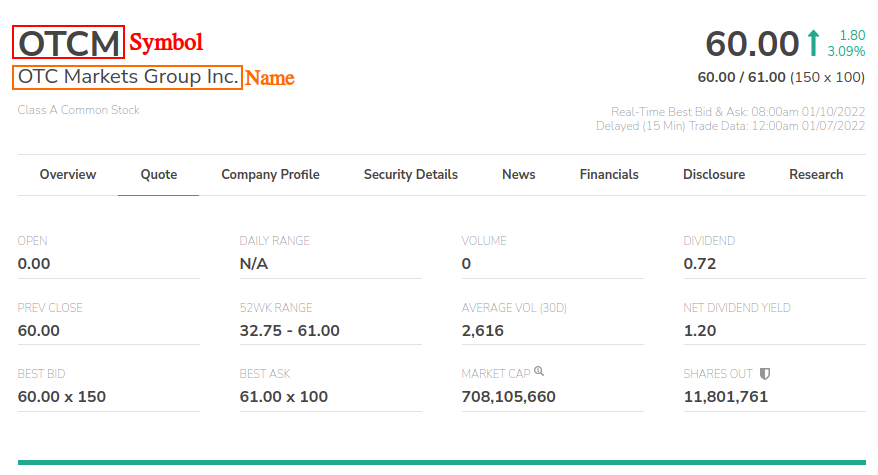 OTCM Symbol
OTC Markets Group Inc. Name
Class A Common Stock
60.00 1.80
3.09%
60.00 / 61.00 (150 x 100)
Real-Time Best Bid & Ask: 08:00am 01/10/2022
Delayed (15 Min) Trade Data: 12:00am 01/07/2022
Overview Quote Company Profile Security Details News Financials Disclosure Research
OPEN DAILY RANGE VOLUME DIVIDEND
0.00 N/A 0 0.72
PREV CLOSE 52WK RANGE AVERAGE VOL (30D) NET DIVIDEND YIELD
60.00 32.75 - 61.00 2,616 1.20
BEST BID BEST ASK MARKET CAP SHARES OUT
60.00 x 150 61.00 x 100 708,105,660 11,801,761